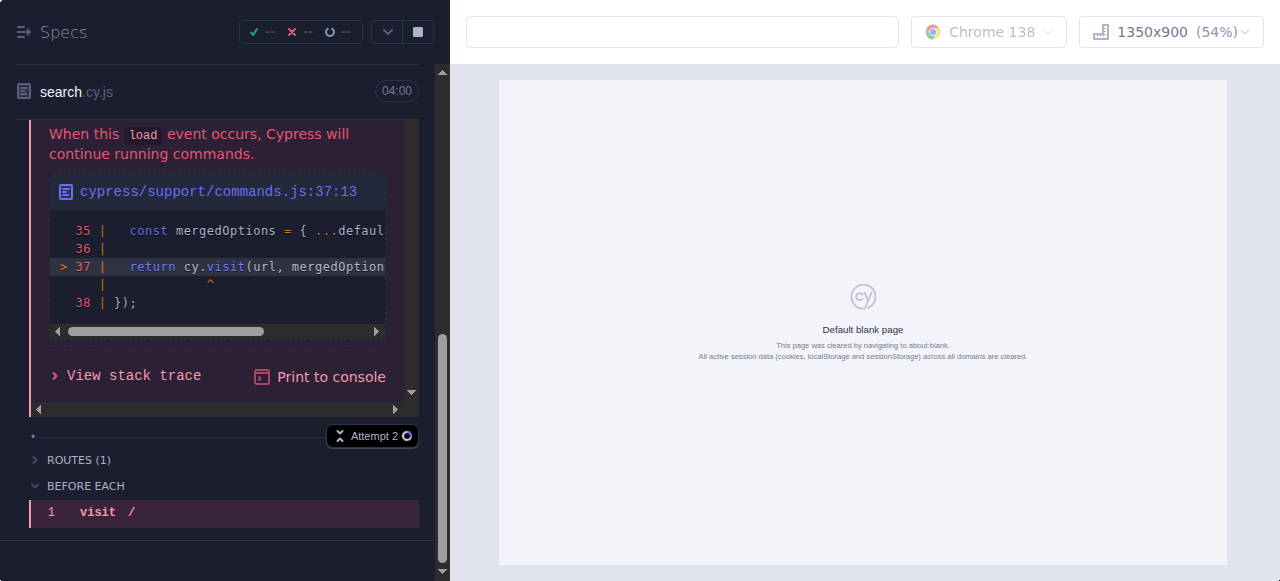 Specs
-- -- --
Chrome 138
1350x900 (54%)
search.cy.js
04:00
When this load event occurs, Cypress will
continue running commands.
cypress/support/commands.js:37:13
35 | const mergedOptions = { ...defaul
36 |
> 37 | return cy.visit(url, mergedOption
| ^
38 | });
View stack trace
Print to console
Attempt 2
ROUTES (1)
BEFORE EACH
1 visit /
cy
Default blank page
This page was cleared by navigating to about:blank.
All active session data (cookies, localStorage and sessionStorage) across all domains are cleared.